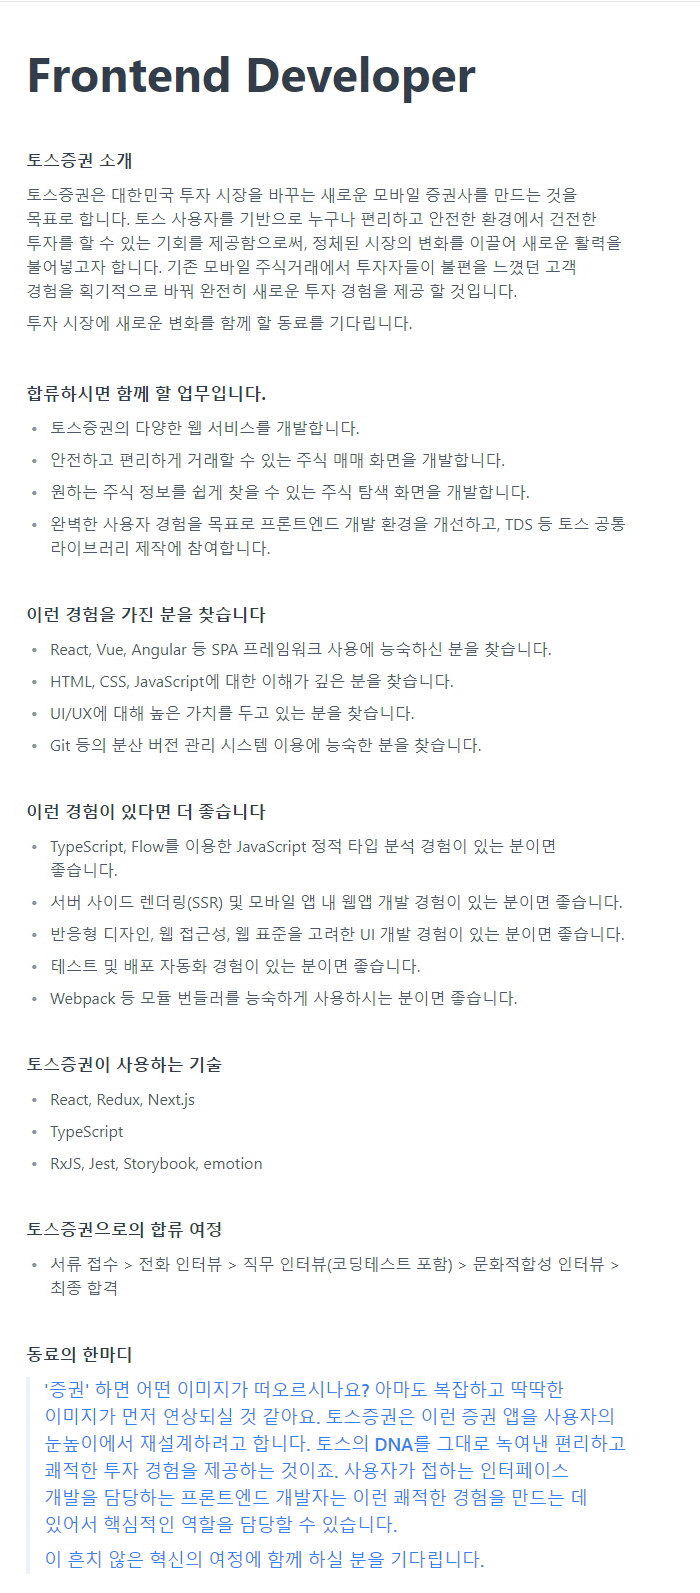 Frontend Developer
토스증권 소개
토스증권은 대한민국 투자 시장을 바꾸는 새로운 모바일 증권사를 만드는 것을
목표로 합니다. 토스 사용자를 기반으로 누구나 편리하고 안전한 환경에서 건전한
투자를 할 수 있는 기회를 제공함으로써, 정체된 시장의 변화를 이끌어 새로운 활력을
불어넣고자 합니다. 기존 모바일 주식거래에서 투자자들이 불편을 느꼈던 고객
경험을 획기적으로 바꿔 완전히 새로운 투자 경험을 제공 할 것입니다.
투자 시장에 새로운 변화를 함께 할 동료를 기다립니다.
합류하시면 함께 할 업무입니다.
• 토스증권의 다양한 웹 서비스를 개발합니다.
• 안전하고 편리하게 거래할 수 있는 주식 매매 화면을 개발합니다.
• 원하는 주식 정보를 쉽게 찾을 수 있는 주식 탐색 화면을 개발합니다.
• 완벽한 사용자 경험을 목표로 프론트엔드 개발 환경을 개선하고, TDS 등 토스 공통
라이브러리 제작에 참여합니다.
이런 경험을 가진 분을 찾습니다
• React, Vue, Angular 등 SPA 프레임워크 사용에 능숙하신 분을 찾습니다.
• HTML, CSS, JavaScript에 대한 이해가 깊은 분을 찾습니다.
• UI/UX에 대해 높은 가치를 두고 있는 분을 찾습니다.
• Git 등의 분산 버전 관리 시스템 이용에 능숙한 분을 찾습니다.
이런 경험이 있다면 더 좋습니다
• TypeScript, Flow를 이용한 JavaScript 정적 타입 분석 경험이 있는 분이면
좋습니다.
• 서버 사이드 렌더링(SSR) 및 모바일 앱 내 웹앱 개발 경험이 있는 분이면 좋습니다.
• 반응형 디자인, 웹 접근성, 웹 표준을 고려한 UI 개발 경험이 있는 분이면 좋습니다.
• 테스트 및 배포 자동화 경험이 있는 분이면 좋습니다.
• Webpack 등 모듈 번들러를 능숙하게 사용하시는 분이면 좋습니다.
토스증권이 사용하는 기술
• React, Redux, Next.js
• TypeScript
• RxJS, Jest, Storybook, emotion
토스증권으로의 합류 여정
• 서류 접수 > 전화 인터뷰 > 직무 인터뷰(코딩테스트 포함) > 문화적합성 인터뷰 >
최종 합격
동료의 한마디
'증권' 하면 어떤 이미지가 떠오르시나요? 아마도 복잡하고 딱딱한
이미지가 먼저 연상되실 것 같아요. 토스증권은 이런 증권 앱을 사용자의
눈높이에서 재설계하려고 합니다. 토스의 DNA를 그대로 녹여낸 편리하고
쾌적한 투자 경험을 제공하는 것이죠. 사용자가 접하는 인터페이스
개발을 담당하는 프론트엔드 개발자는 이런 쾌적한 경험을 만드는 데
있어서 핵심적인 역할을 담당할 수 있습니다.
이 흔치 않은 혁신의 여정에 함께 하실 분을 기다립니다.